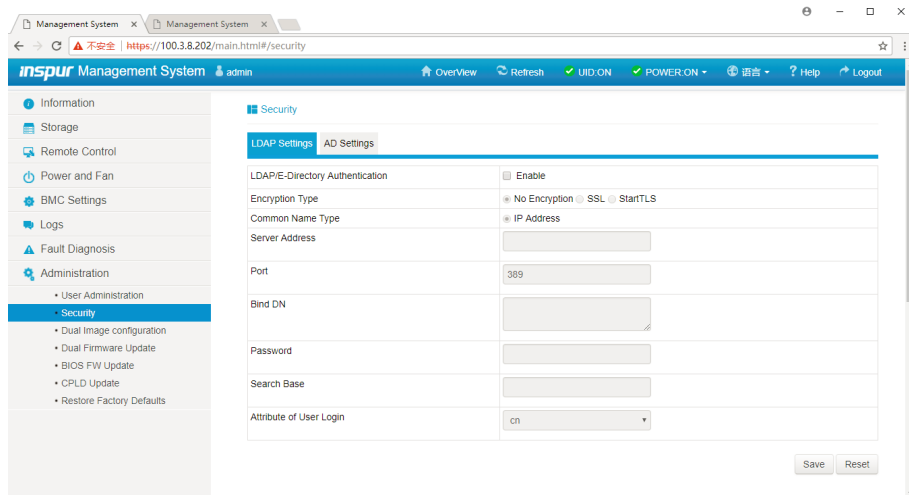 Management System
Management System
不安全 https://100.3.8.202/main.html#/security
inspur Management System admin OverView Refresh UID:ON POWER:ON 语言 ? Help Logout
Information
Storage
Remote Control
Power and Fan
BMC Settings
Logs
Fault Diagnosis
Administration
• User Administration
• Security
• Dual Image configuration
• Dual Firmware Update
• BIOS FW Update
• CPLD Update
• Restore Factory Defaults
Security
LDAP Settings AD Settings
LDAP/E-Directory Authentication Enable
Encryption Type No Encryption SSL StartTLS
Common Name Type IP Address
Server Address
Port 389
Bind DN
Password
Search Base
Attribute of User Login cn
Save Reset